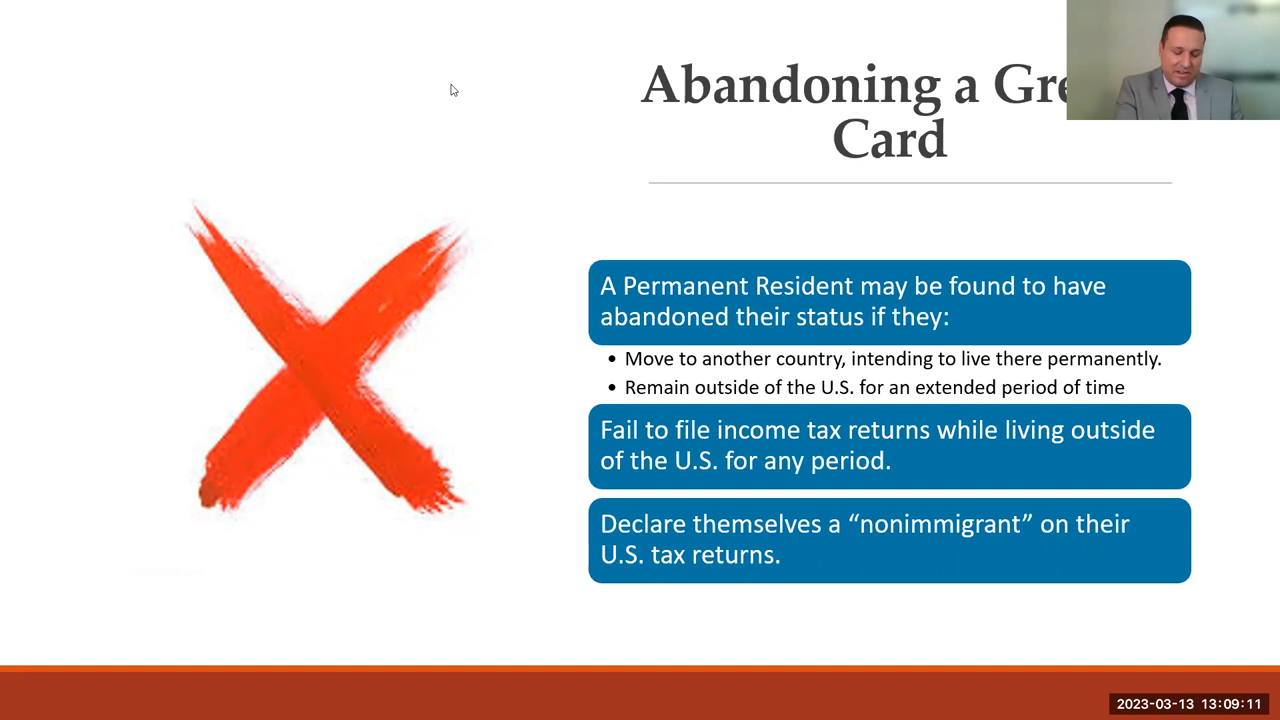 Abandoning a Gre
Card
A Permanent Resident may be found to have
abandoned their status if they:
• Move to another country, intending to live there permanently.
• Remain outside of the U.S. for an extended period of time
Fail to file income tax returns while living outside
of the U.S. for any period.
Declare themselves a “nonimmigrant” on their
U.S. tax returns.
2023-03-13 13:09:11